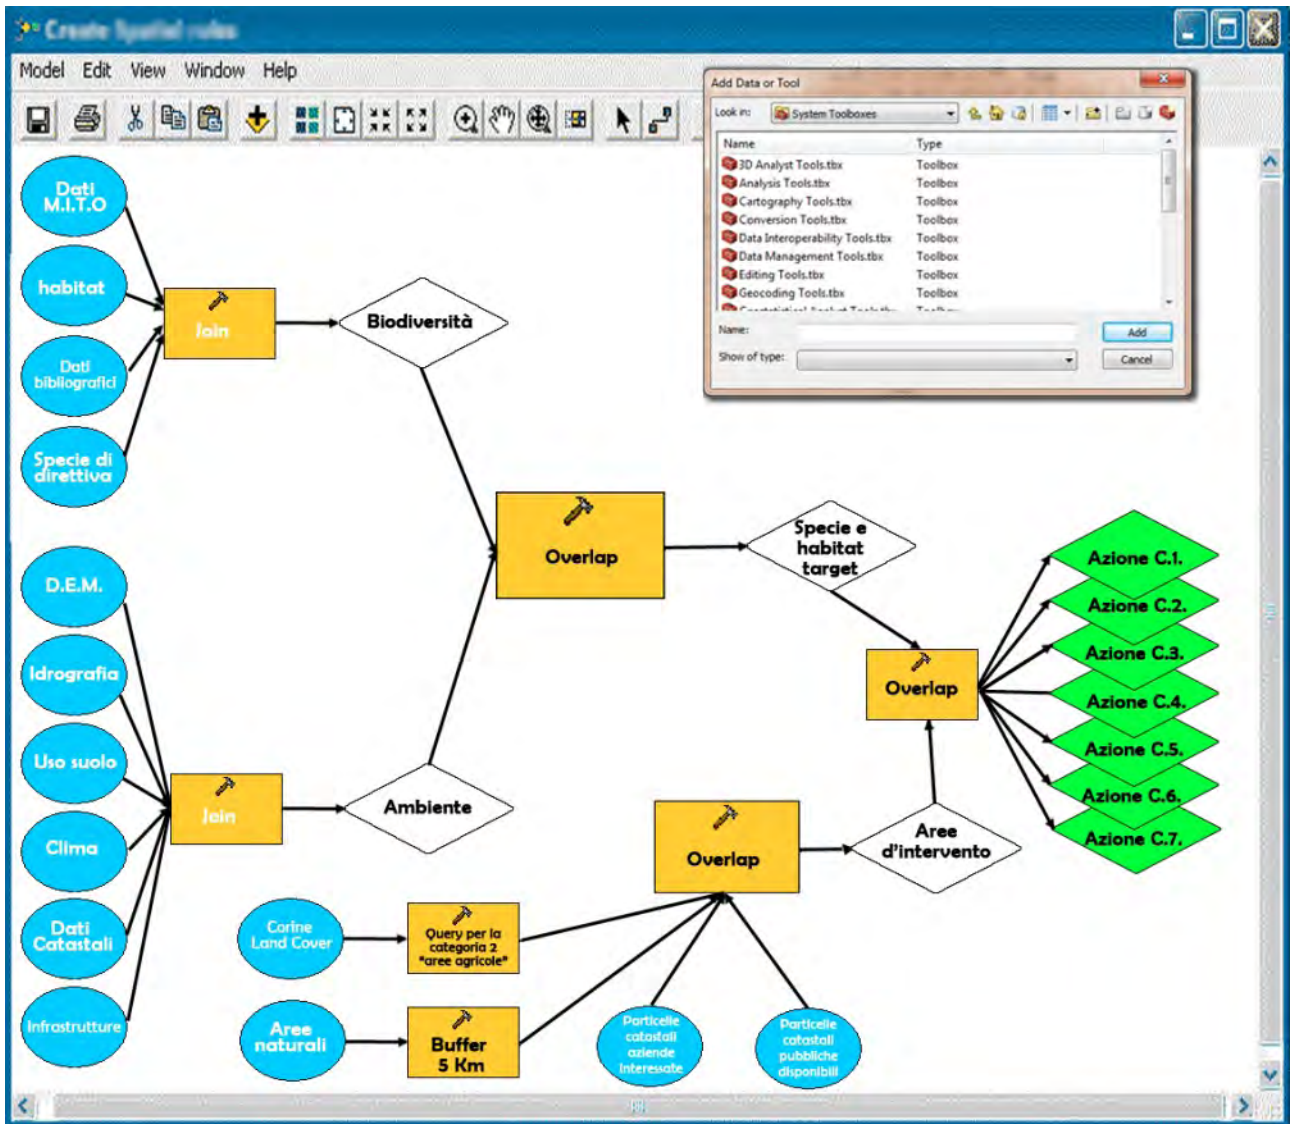 Create Spatial rules
Model Edit View Window Help
Add Data or Tool
Look in: System Toolboxes
Name Type
3D Analyst Tools.tbx Toolbox
Analysis Tools.tbx Toolbox
Cartography Tools.tbx Toolbox
Conversion Tools.tbx Toolbox
Data Interoperability Tools.tbx Toolbox
Data Management Tools.tbx Toolbox
Editing Tools.tbx Toolbox
Geocoding Tools.tbx Toolbox
Name:
Add
Show of type:
Cancel
Dati
M.I.T.O
habitat
Dati
bibliografici
Specie di
direttiva
Join
Biodiversità
D.E.M.
Idrografia
Uso suolo
Clima
Dati
Catastali
Infrastrutture
Join
Ambiente
Overlap
Specie e
habitat
target
Corine
Land Cover
Query per la
categoria 2
"aree agricole"
Aree
naturali
Buffer
5 Km
Particelle
catastali
aziende
interessate
Particelle
catastali
pubbliche
disponibili
Overlap
Aree
d'intervento
Overlap
Azione C.1.
Azione C.2.
Azione C.3.
Azione C.4.
Azione C.5.
Azione C.6.
Azione C.7.